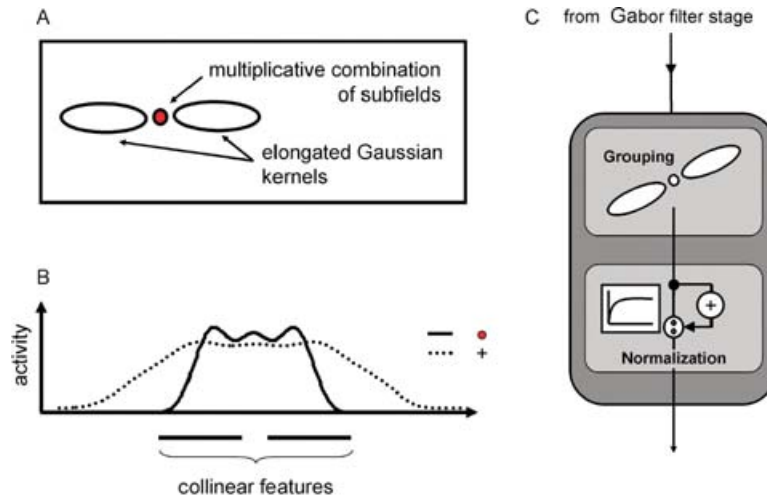 A
multiplicative combination
of subfields
elongated Gaussian
kernels
B
activity
+
collinear features
C from Gabor filter stage
Grouping
+
Normalization